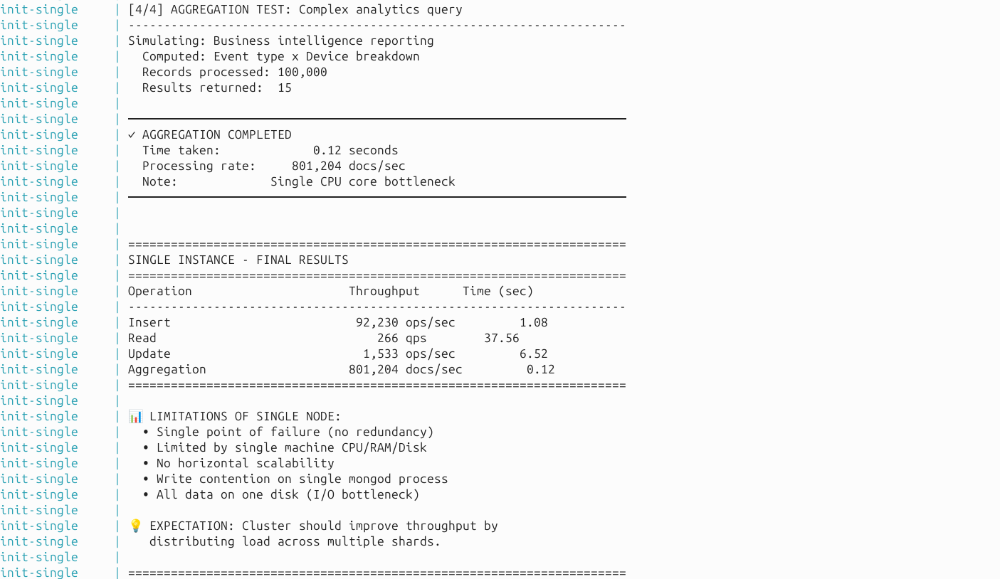 init-single | [4/4] AGGREGATION TEST: Complex analytics query
init-single | ----------------------------------------------------------------------
init-single | Simulating: Business intelligence reporting
init-single |   Computed: Event type x Device breakdown
init-single |   Records processed: 100,000
init-single |   Results returned:  15
init-single |
init-single | ━━━━━━━━━━━━━━━━━━━━━━━━━━━━━━━━━━━━━━━━━━━━━━━━━━━━━━━━━━━━━━━━━━━━━━
init-single | ✓ AGGREGATION COMPLETED
init-single |   Time taken:             0.12 seconds
init-single |   Processing rate:     801,204 docs/sec
init-single |   Note:             Single CPU core bottleneck
init-single | ━━━━━━━━━━━━━━━━━━━━━━━━━━━━━━━━━━━━━━━━━━━━━━━━━━━━━━━━━━━━━━━━━━━━━━
init-single |
init-single |
init-single | ======================================================================
init-single | SINGLE INSTANCE - FINAL RESULTS
init-single | ======================================================================
init-single | Operation                      Throughput      Time (sec)
init-single | ----------------------------------------------------------------------
init-single | Insert                          92,230 ops/sec         1.08
init-single | Read                               266 qps        37.56
init-single | Update                           1,533 ops/sec         6.52
init-single | Aggregation                    801,204 docs/sec         0.12
init-single | ======================================================================
init-single |
init-single | 📊 LIMITATIONS OF SINGLE NODE:
init-single |   • Single point of failure (no redundancy)
init-single |   • Limited by single machine CPU/RAM/Disk
init-single |   • No horizontal scalability
init-single |   • Write contention on single mongod process
init-single |   • All data on one disk (I/O bottleneck)
init-single |
init-single | 💡 EXPECTATION: Cluster should improve throughput by
init-single |    distributing load across multiple shards.
init-single |
init-single | ======================================================================